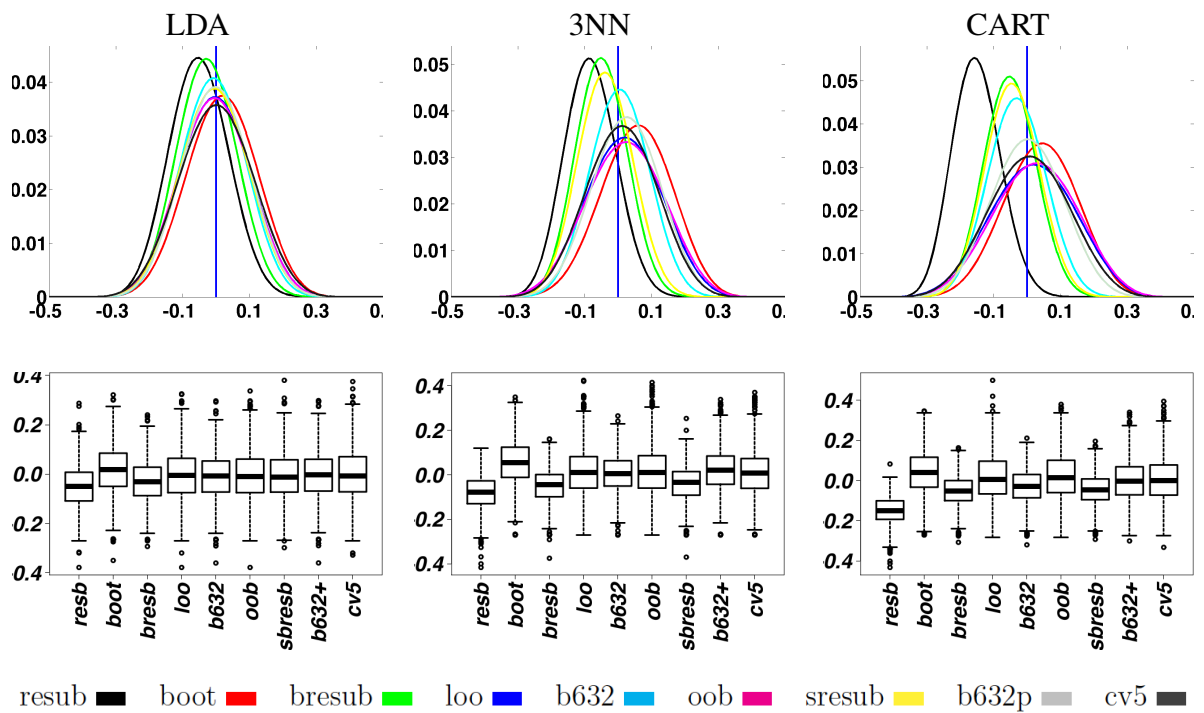 LDA 3NN CART
0.04 0.03 0.02 0.01 0
-0.5 -0.3 -0.1 0.1 0.3 0.
0.05 0.04 0.03 0.02 0.01 0
-0.5 -0.3 -0.1 0.1 0.3 0.
0.05 0.04 0.03 0.02 0.01 0
-0.5 -0.3 -0.1 0.1 0.3 0.
0.4 0.2 0.0 0.2 0.4
resb boot bresb loo b632 oob sbresb b632+ cv5
0.4 0.2 0.0 0.2 0.4
resb boot bresb loo b632 oob sbresb b632+ cv5
0.4 0.2 0.0 0.2 0.4
resb boot bresb loo b632 oob sbresb b632+ cv5
resub boot bresub loo b632 oob sresub b632p cv5